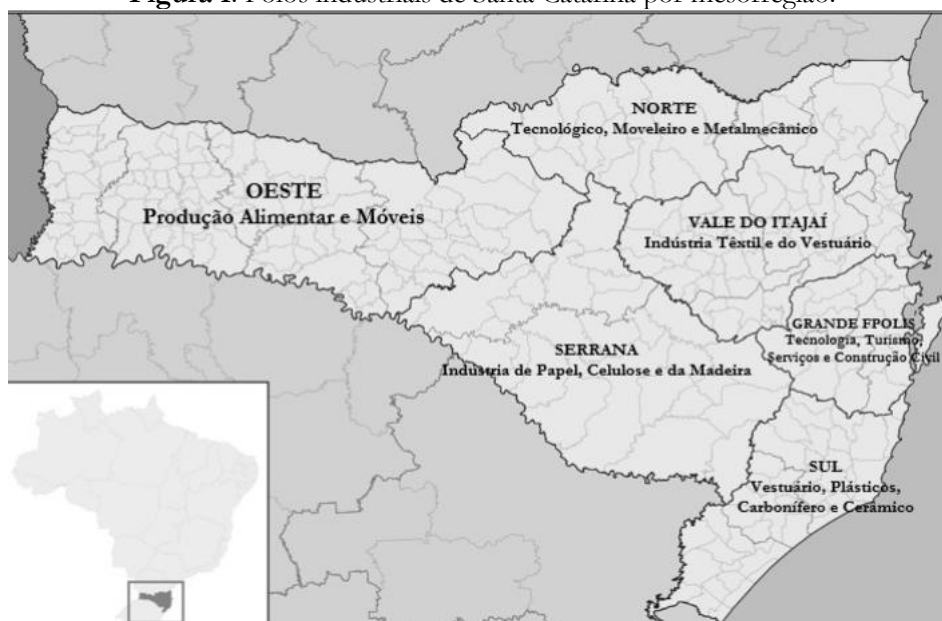 Figura 1. Polos industriais de Santa Catarina por mesorregião.
NORTE
Tecnológico, Moveleiro e Metalmecânico
OESTE
Produção Alimentar e Móveis
VALE DO ITAJAÍ
Indústria Têxtil e do Vestuário
GRANDE FPOLIS
Tecnologia, Turismo,
Serviços e Construção Civil
SERRANA
Indústria de Papel, Celulose e da Madeira
SUL
Vestuário, Plásticos,
Carbonífero e Cerâmico